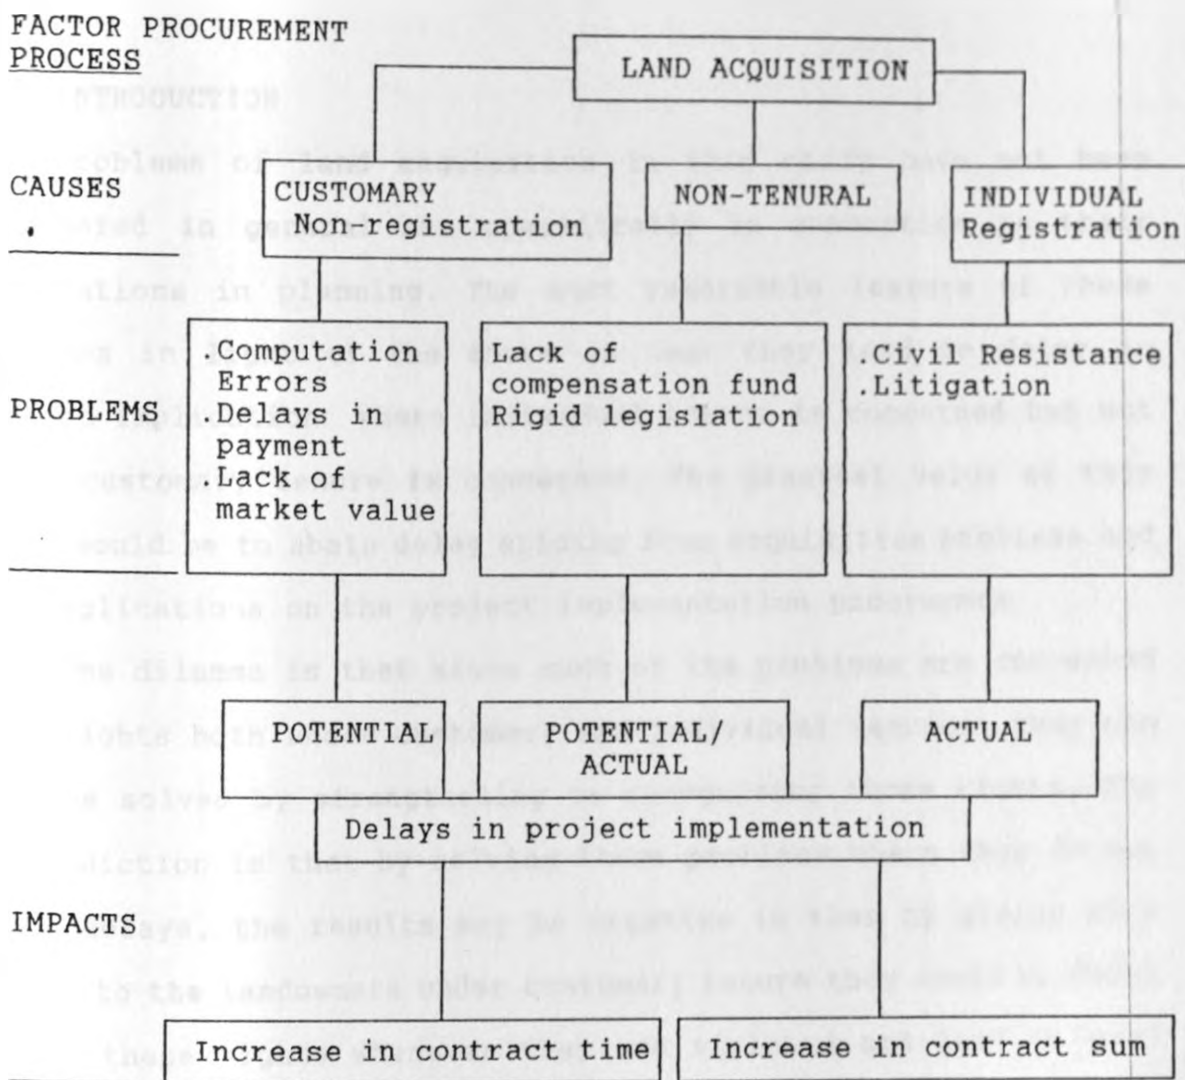 FACTOR PROCUREMENT
PROCESS
LAND ACQUISITION
CAUSES
CUSTOMARY
Non-registration
NON-TENURAL
INDIVIDUAL
Registration
PROBLEMS
.Computation
Errors
.Delays in
payment
.Lack of
market value
Lack of
compensation fund
Rigid legislation
.Civil Resistance
.Litigation
POTENTIAL
POTENTIAL/
ACTUAL
ACTUAL
Delays in project implementation
IMPACTS
Increase in contract time
Increase in contract sum